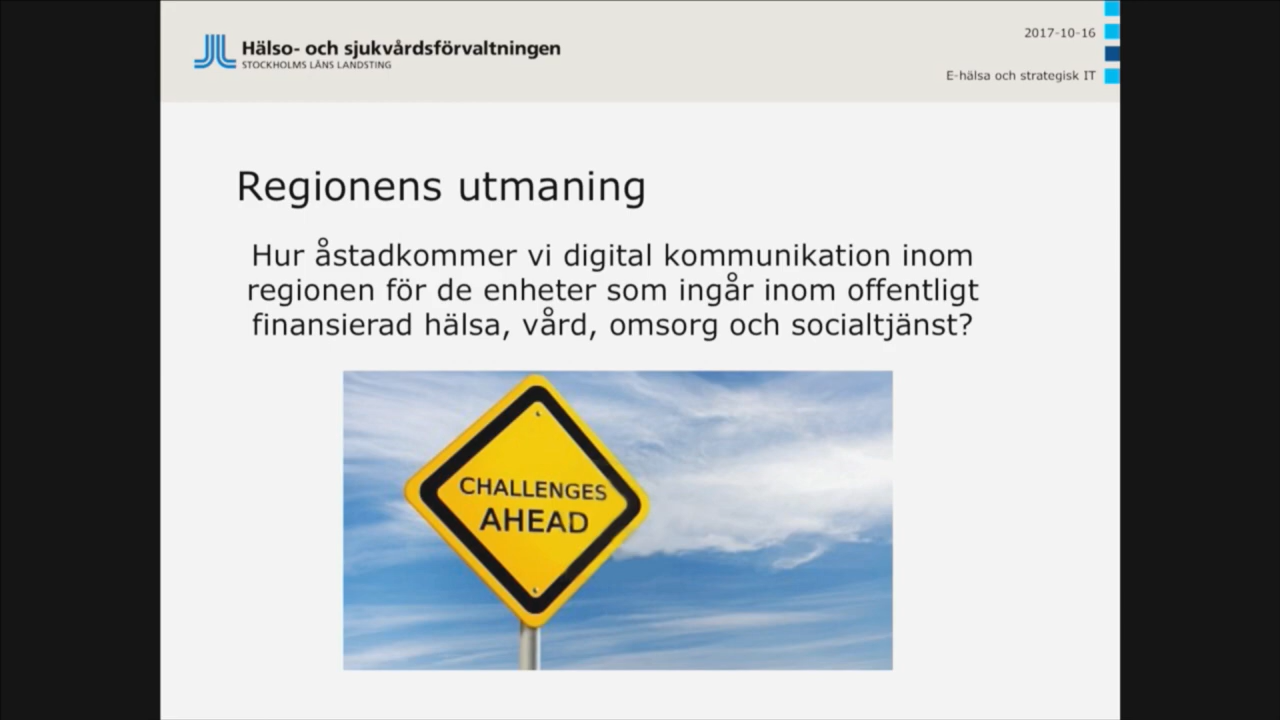 Hälso- och sjukvårdsförvaltningen
STOCKHOLMS LÄNS LANDSTING
2017-10-16
E-hälsa och strategisk IT
Regionens utmaning
Hur åstadkommer vi digital kommunikation inom
regionen för de enheter som ingår inom offentligt
finansierad hälsa, vård, omsorg och socialtjänst?
CHALLENGES
AHEAD